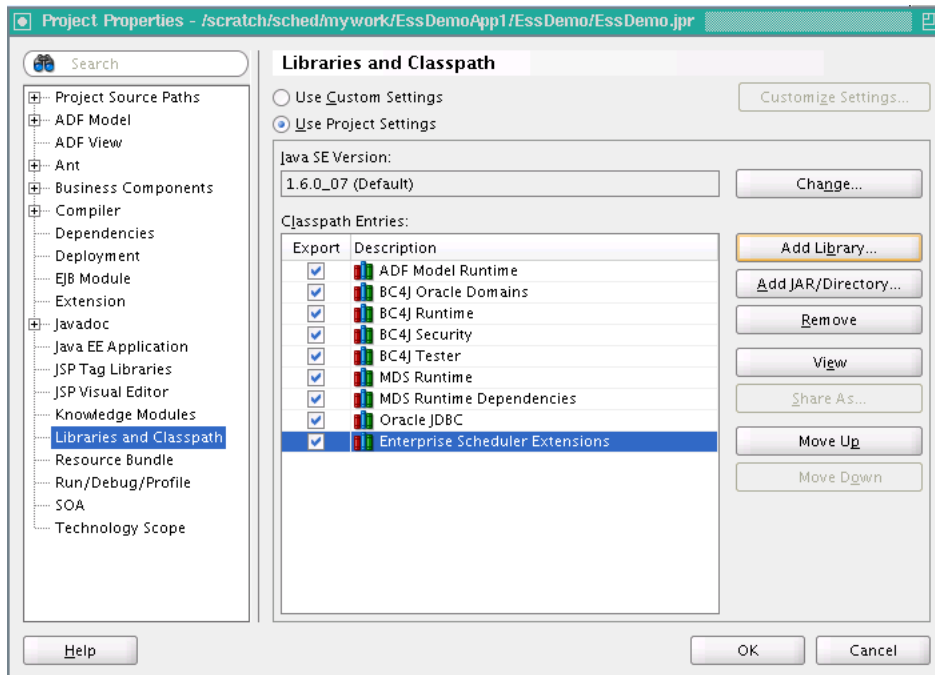 Project Properties - /scratch/sched/mywork/EssDemoApp1/EssDemo/EssDemo.jpr
Search
Project Source Paths
ADF Model
ADF View
Ant
Business Components
Compiler
Dependencies
Deployment
EJB Module
Extension
Javadoc
Java EE Application
JSP Tag Libraries
JSP Visual Editor
Knowledge Modules
Libraries and Classpath
Resource Bundle
Run/Debug/Profile
SOA
Technology Scope
Libraries and Classpath
Use Custom Settings
Customize Settings...
Use Project Settings
Java SE Version:
1.6.0_07 (Default)
Change...
Classpath Entries:
Export Description
ADF Model Runtime
BC4J Oracle Domains
BC4J Runtime
BC4J Security
BC4J Tester
MDS Runtime
MDS Runtime Dependencies
Oracle JDBC
Enterprise Scheduler Extensions
Add Library...
Add JAR/Directory...
Remove
View
Share As...
Move Up
Move Down
Help
OK
Cancel